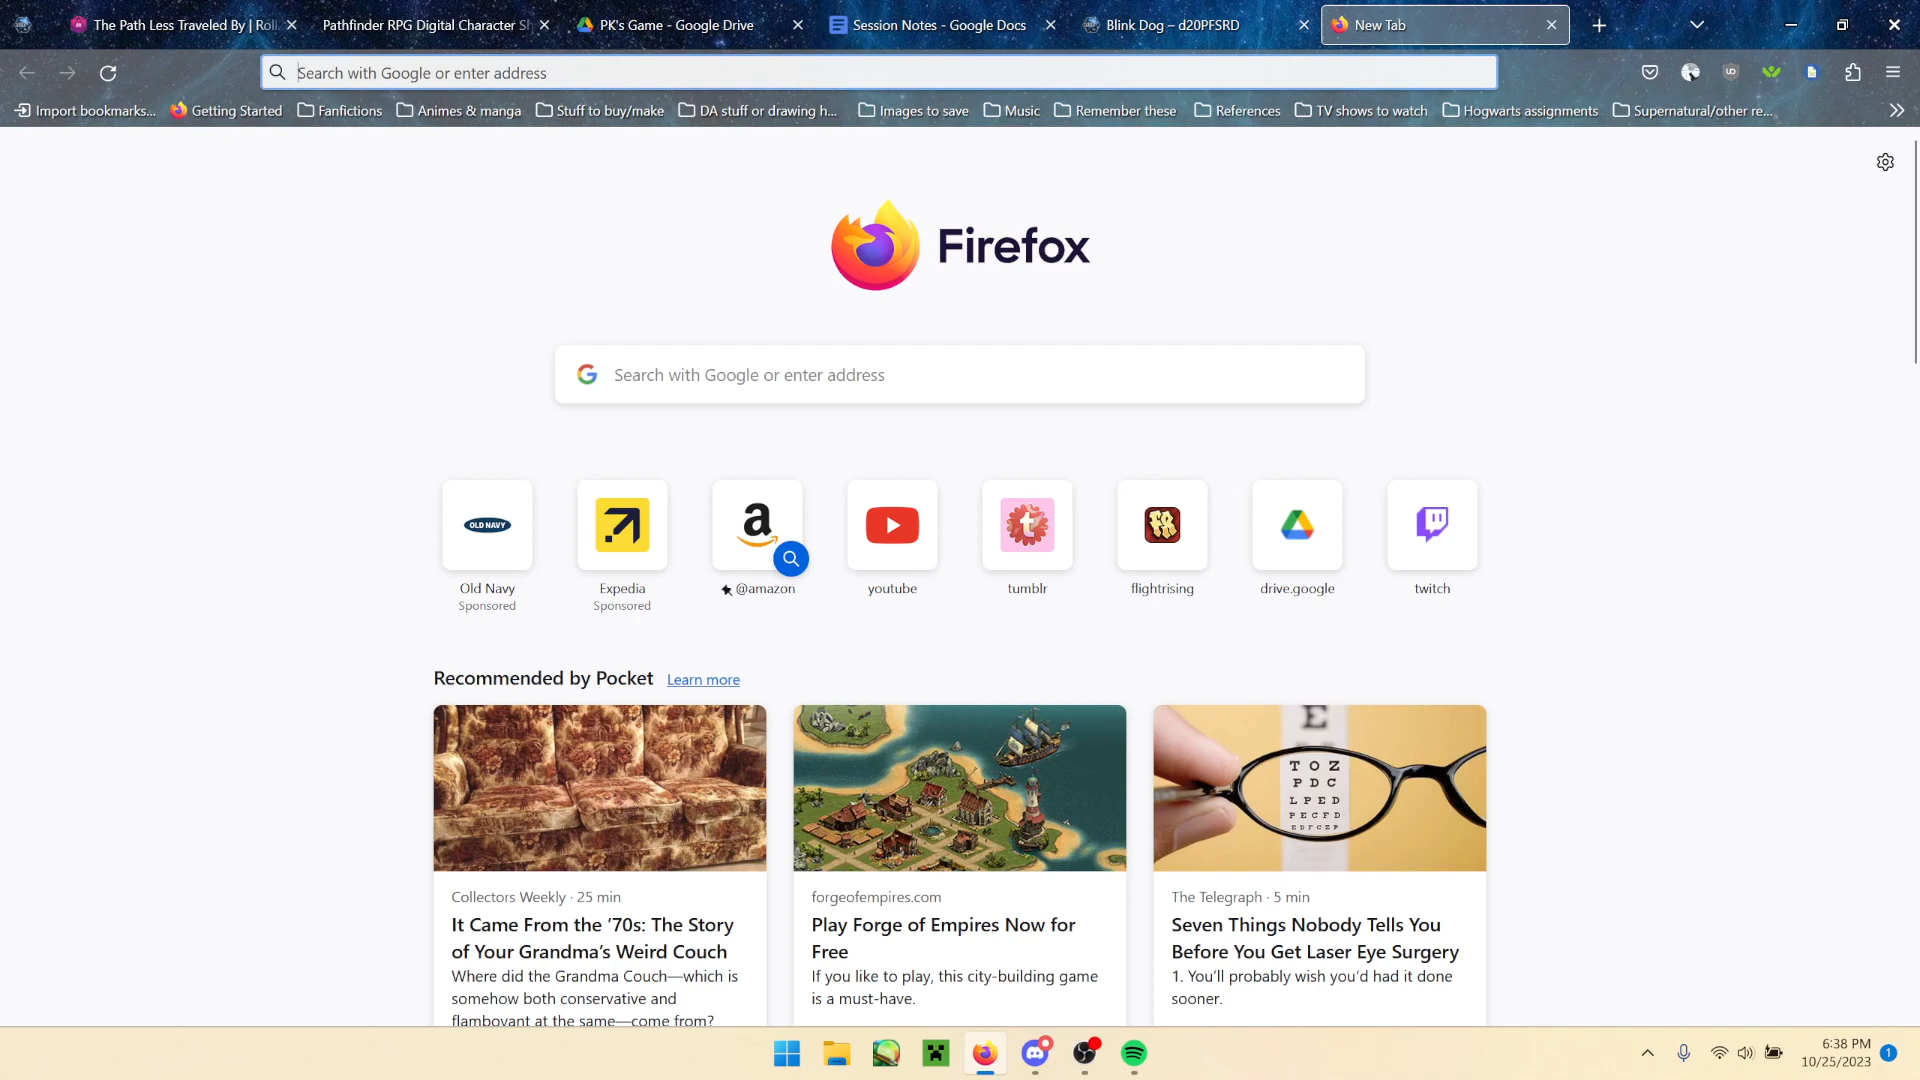 The Path Less Traveled By | Roll
Pathfinder RPG Digital Character Sh
PK's Game - Google Drive
Session Notes - Google Docs
Blink Dog – d20PFSRD
New Tab
Search with Google or enter address
Import bookmarks...
Getting Started
Fanfictions
Animes & manga
Stuff to buy/make
DA stuff or drawing h...
Images to save
Music
Remember these
References
TV shows to watch
Hogwarts assignments
Supernatural/other re...
Firefox
Search with Google or enter address
OLD NAVY
Old Navy
Sponsored
Expedia
Sponsored
@amazon
youtube
tumblr
flightrising
drive.google
twitch
Recommended by Pocket
Learn more
E
T O Z
P D C
L P E D
P E C F D
E D F C Z P
Collectors Weekly · 25 min
It Came From the ’70s: The Story
of Your Grandma’s Weird Couch
Where did the Grandma Couch—which is
somehow both conservative and
flamboyant at the same—come from?
forgeofempires.com
Play Forge of Empires Now for
Free
If you like to play, this city-building game
is a must-have.
The Telegraph · 5 min
Seven Things Nobody Tells You
Before You Get Laser Eye Surgery
1. You’ll probably wish you’d had it done
sooner.
6:38 PM
10/25/2023
1